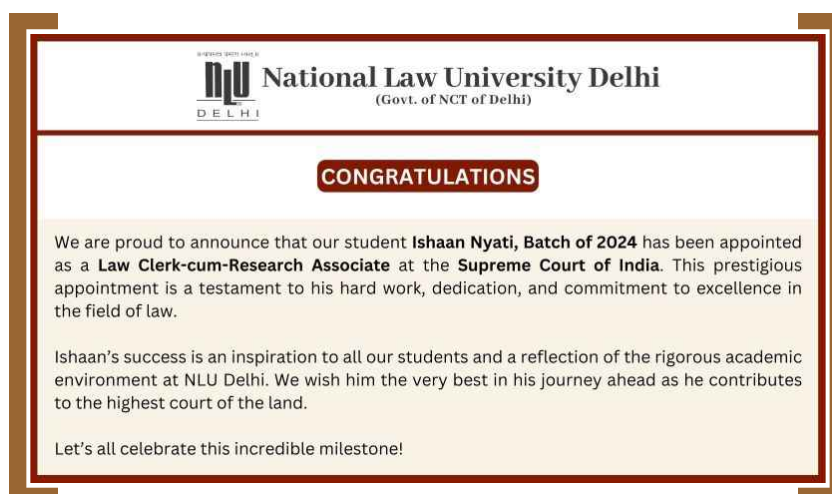 National Law University Delhi
(Govt. of NCT of Delhi)
NLU
DELHI
CONGRATULATIONS
We are proud to announce that our student Ishaan Nyati, Batch of 2024 has been appointed
as a Law Clerk-cum-Research Associate at the Supreme Court of India. This prestigious
appointment is a testament to his hard work, dedication, and commitment to excellence in
the field of law.
Ishaan’s success is an inspiration to all our students and a reflection of the rigorous academic
environment at NLU Delhi. We wish him the very best in his journey ahead as he contributes
to the highest court of the land.
Let’s all celebrate this incredible milestone!